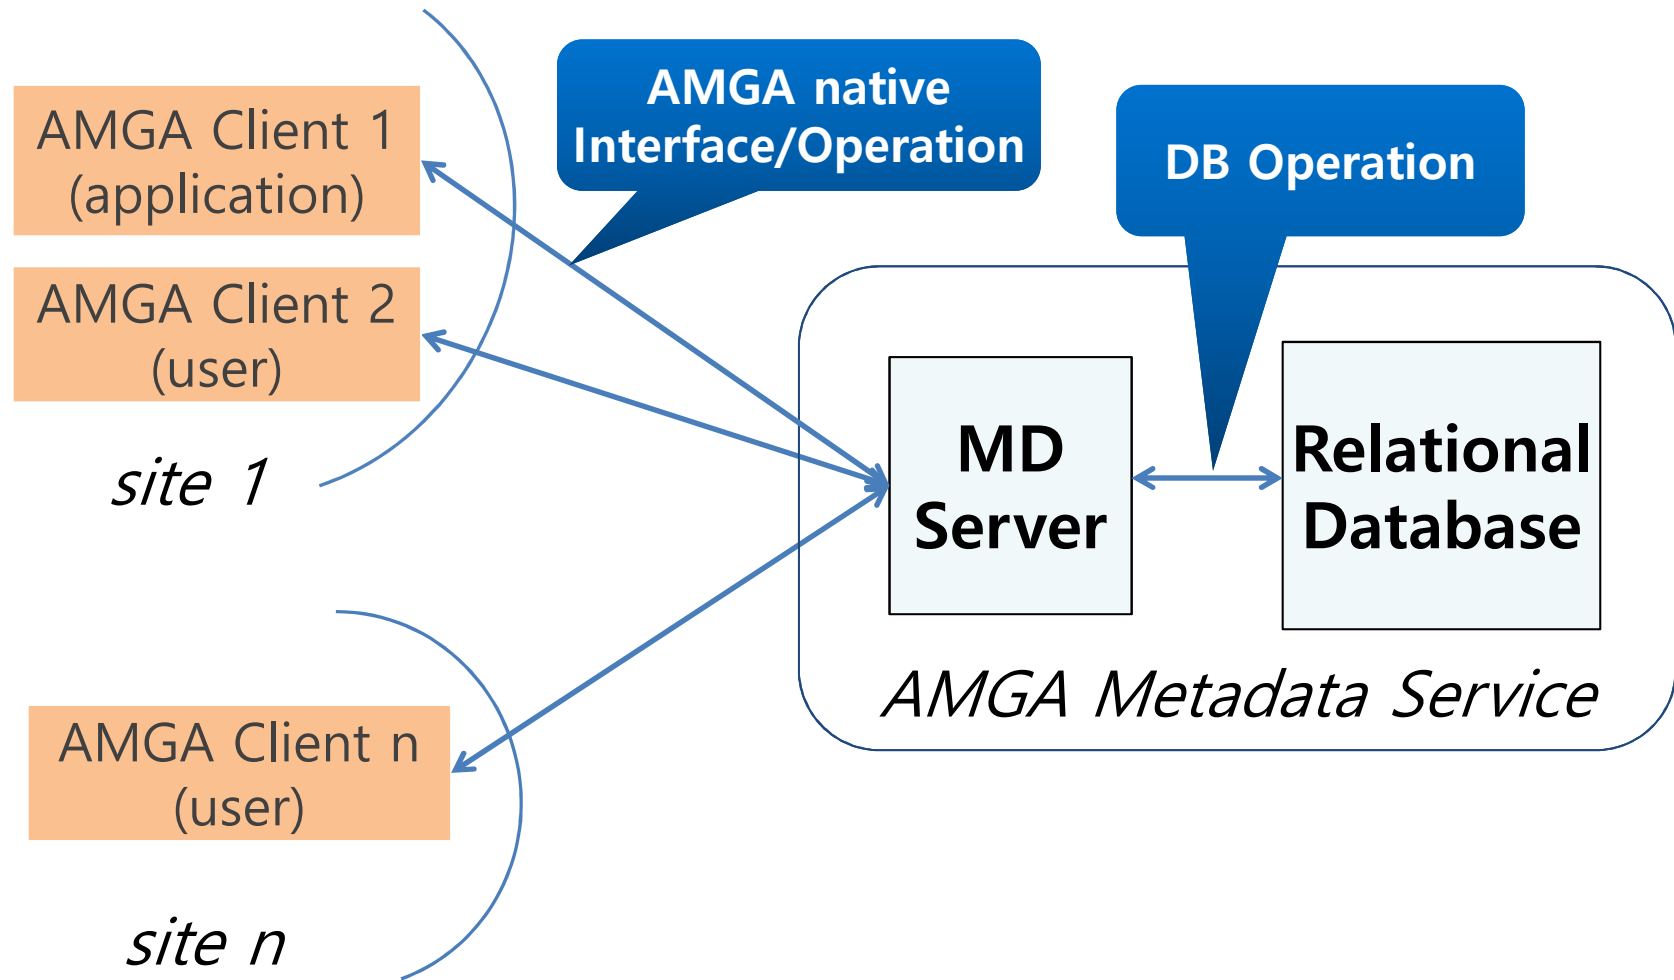 AMGA Client 1
(application)
AMGA Client 2
(user)
site 1
AMGA Client n
(user)
site n
AMGA native
Interface/Operation
DB Operation
MD
Server
Relational
Database
AMGA Metadata Service